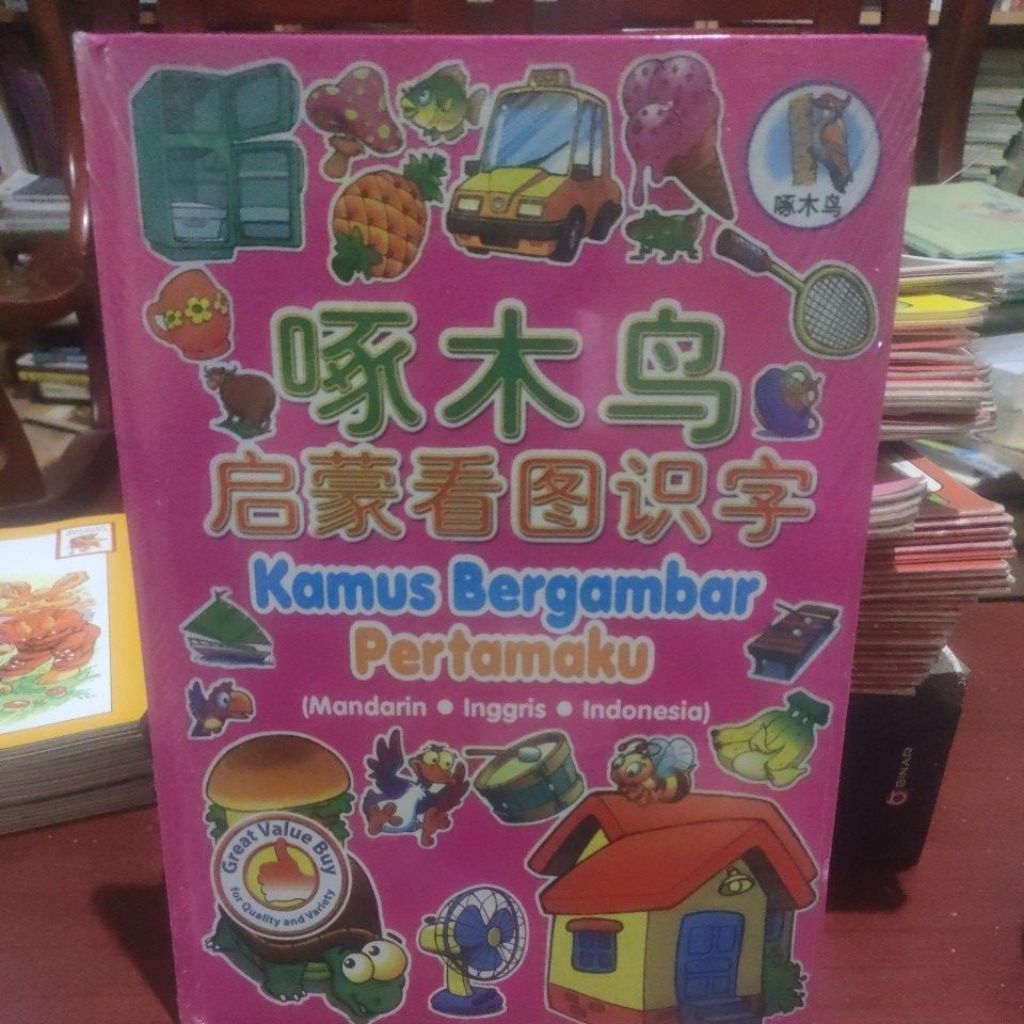 啄木鸟
啄木鸟
启蒙看图识字
Kamus Bergambar
Pertamaku
(Mandarin • Inggris • Indonesia)
Great Value Buy
for Quality and Variety
BINAR